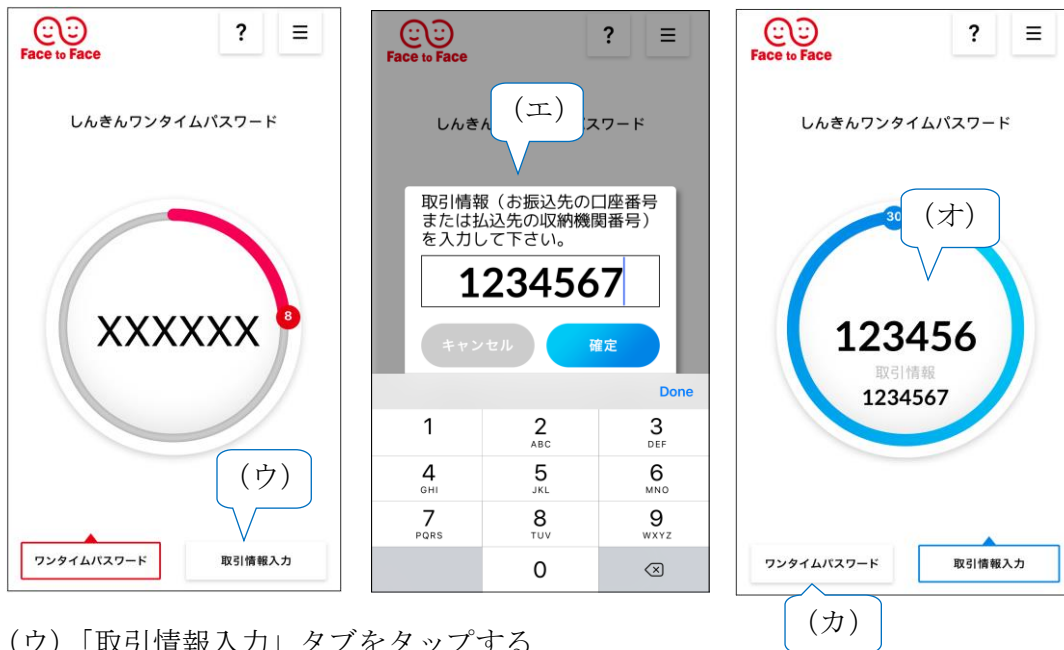 Face to Face
?
≡
しんきんワンタイムパスワード
XXXXXX
8
(ウ)
ワンタイムパスワード
取引情報入力
Face to Face
?
≡
(エ)
しんき
スワード
取引情報（お振込先の口座番号
または払込先の収納機関番号）
を入力して下さい。
1234567
キャンセル
確定
Done
1
2
ABC
3
DEF
4
GHI
5
JKL
6
MNO
7
PQRS
8
TUV
9
WXYZ
0
Face to Face
?
≡
しんきんワンタイムパスワード
30
(オ)
123456
取引情報
1234567
ワンタイムパスワード
取引情報入力
(カ)
(ウ)「取引情報入力」タブをタップする